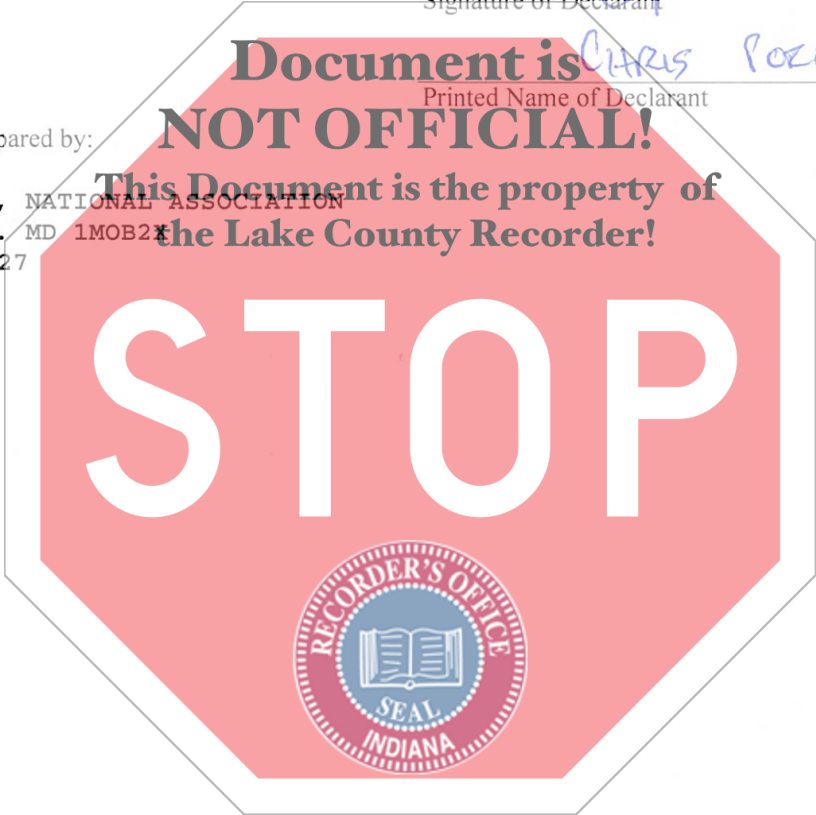 Signature of Declarant
Document is
CHRIS
Printed Name of Declarant
NOT OFFICIAL!
pared by:
This Document is the property of
, NATIONAL ASSOCIATION
. MD 1MOB2X
the Lake County Recorder!
27
STOP
RECORDER'S OFFICE
SEAL
INDIANA